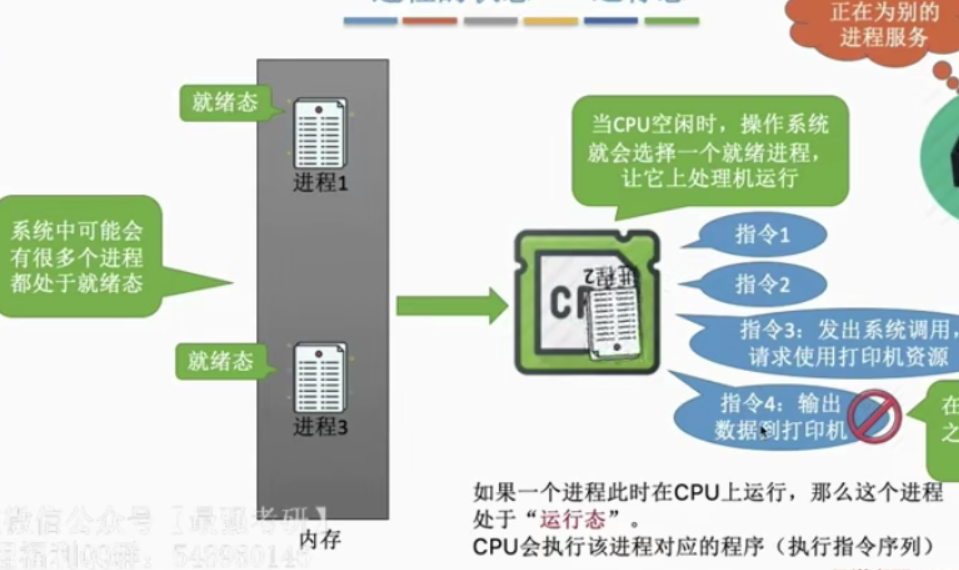 正在为别的
进程服务
就绪态
进程1
当CPU空闲时，操作系统
就会选择一个就绪进程，
让它上处理机运行
系统中可能会
有很多个进程
都处于就绪态
指令1
指令2
进程2
CP
指令3：发出系统调用，
请求使用打印机资源
就绪态
进程3
指令4：输出
数据到打印机
在
之
如果一个进程此时在CPU上运行，那么这个进程
处于“运行态”。
CPU会执行该进程对应的程序（执行指令序列）
内存